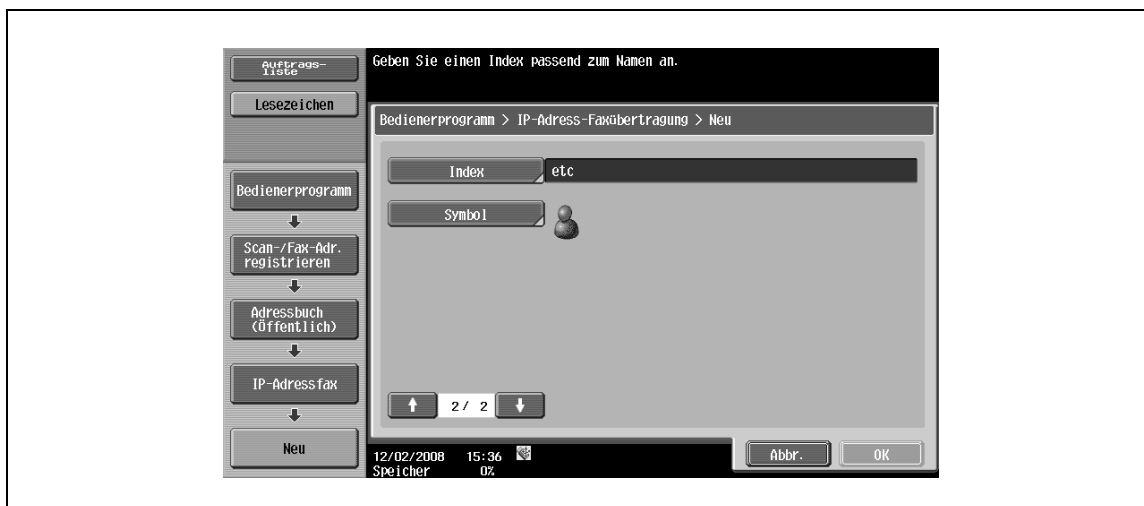 Auftrags-
liste
Lesezeichen
Bedienerprogramm
Scan-/Fax-Adr.
registrieren
Adressbuch
(Öffentlich)
IP-Adressfax
Neu
Geben Sie einen Index passend zum Namen an.
Bedienerprogramm > IP-Adress-Faxübertragung > Neu
Index etc
Symbol
2/ 2
12/02/2008 15:36
Speicher 0%
Abbr. OK